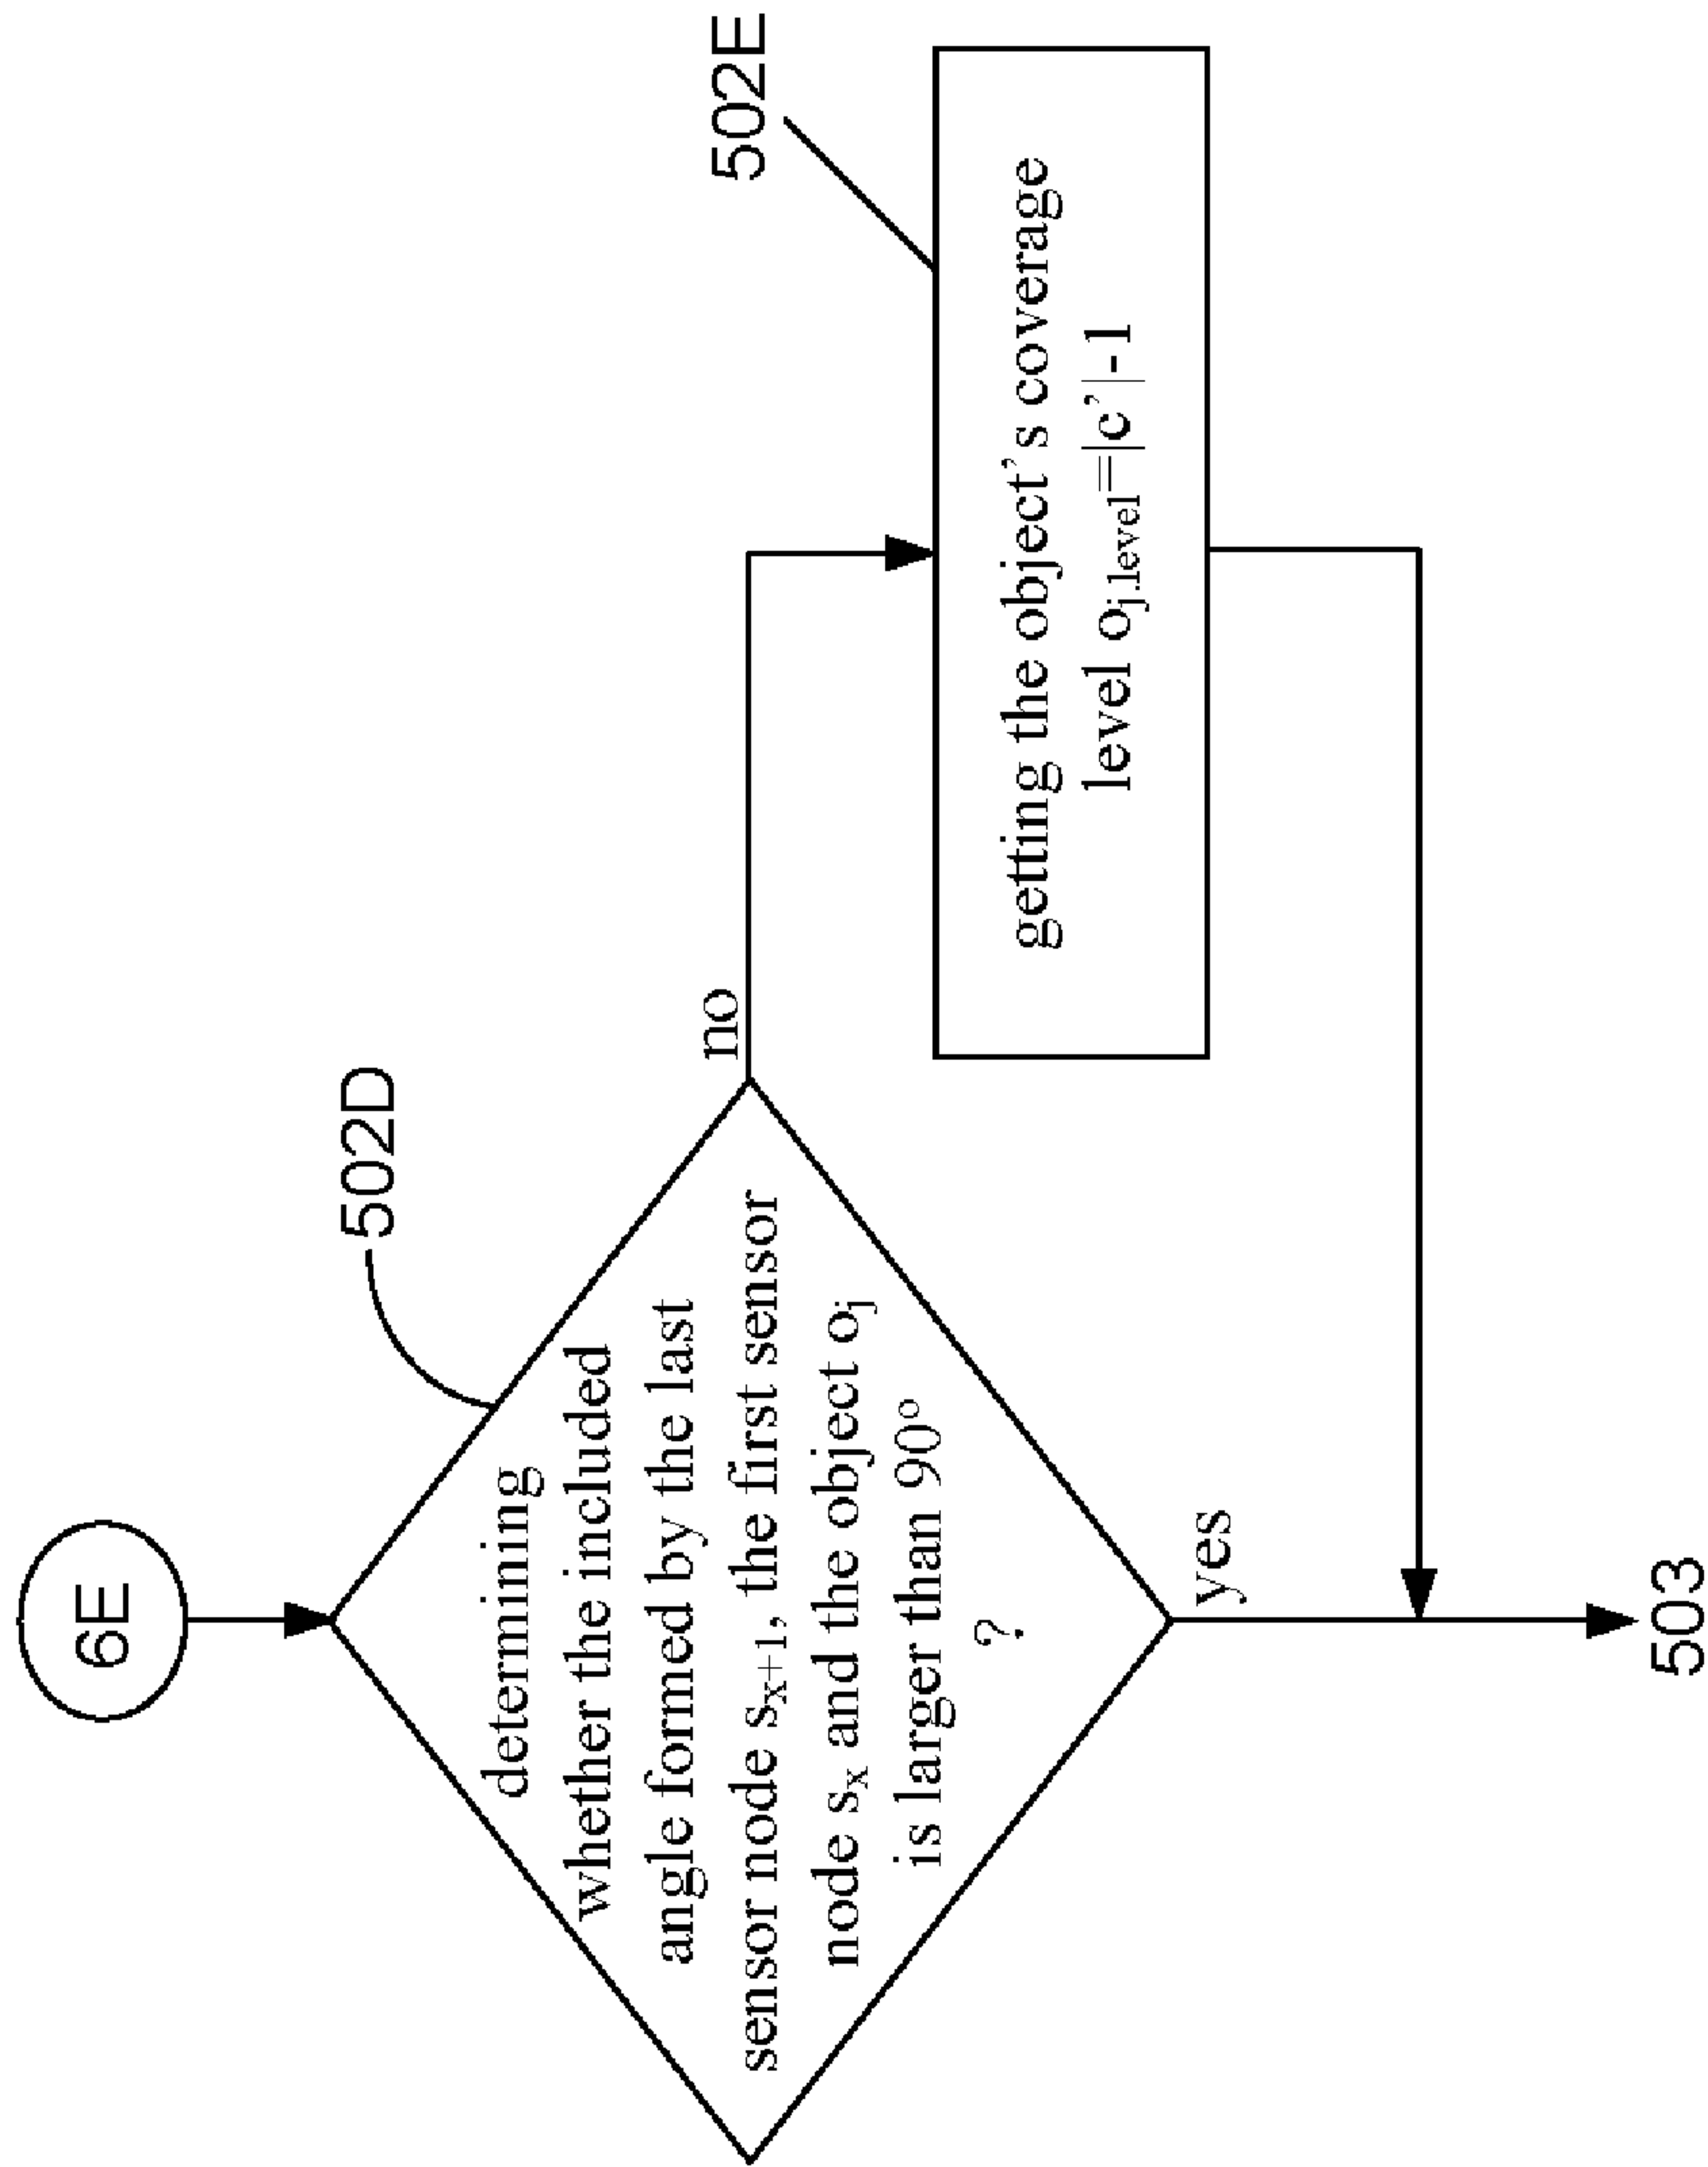 6E
502D
determining
whether the included
angle formed by the last
sensor node sx+1, the first sensor
node sx and the object oj
is larger than 90°
?
no
502E
getting the object's coverage
level oj.level=|c'|-1
yes
503